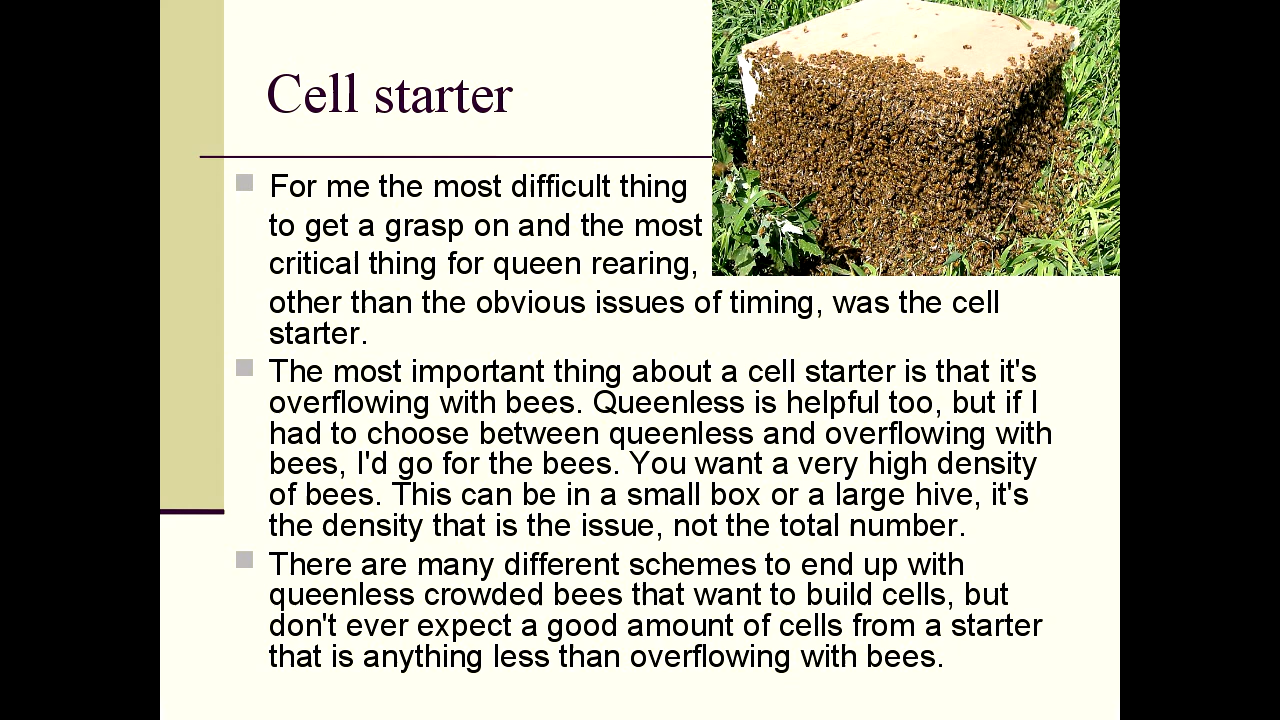 Cell starter
For me the most difficult thing
to get a grasp on and the most
critical thing for queen rearing,
other than the obvious issues of timing, was the cell
starter.
The most important thing about a cell starter is that it's
overflowing with bees. Queenless is helpful too, but if I
had to choose between queenless and overflowing with
bees, I'd go for the bees. You want a very high density
of bees. This can be in a small box or a large hive, it's
the density that is the issue, not the total number.
There are many different schemes to end up with
queenless crowded bees that want to build cells, but
don't ever expect a good amount of cells from a starter
that is anything less than overflowing with bees.